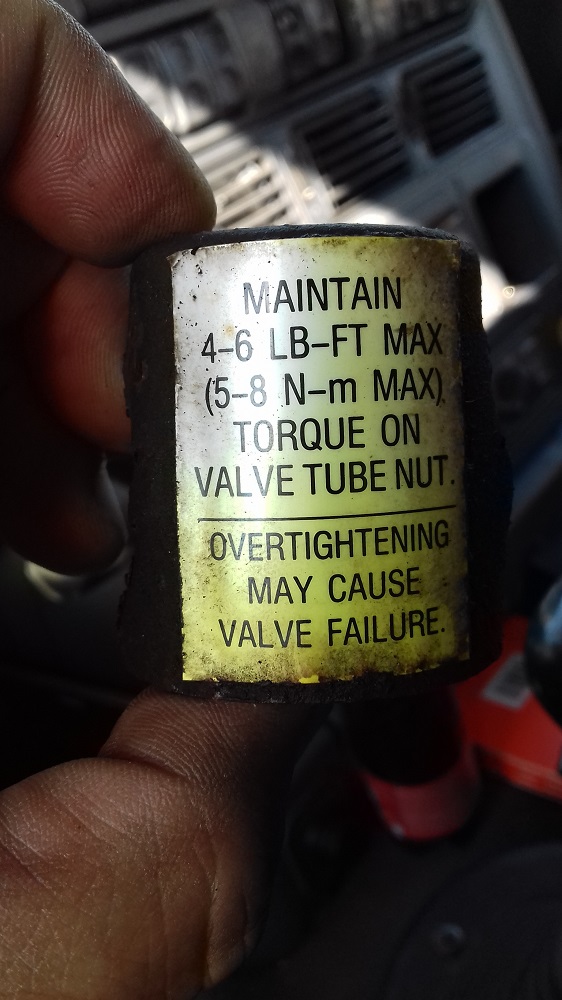 MAINTAIN
4-6 LB-FT MAX
(5-8 N-m MAX)
TORQUE ON
VALVE TUBE NUT.
OVERTIGHTENING
MAY CAUSE
VALVE FAILURE.